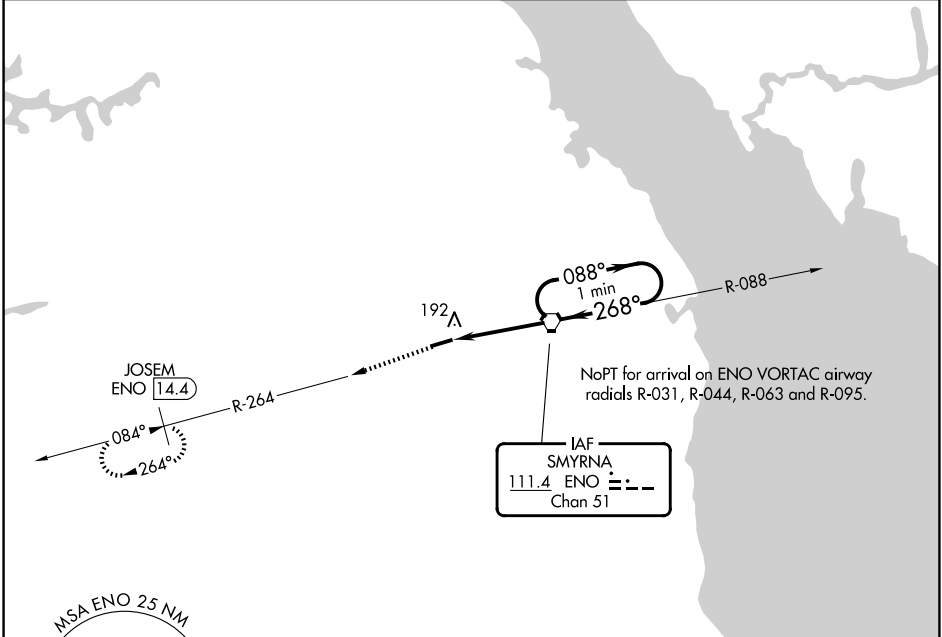 088°
1 min
268°
R-088
192
JOSEM
ENO 14.4
R-264
NoPT for arrival on ENO VORTAC airway
radials R-031, R-044, R-063 and R-095.
084°
264°
IAF
SMYRNA
111.4 ENO
Chan 51
MSA ENO 25 NM